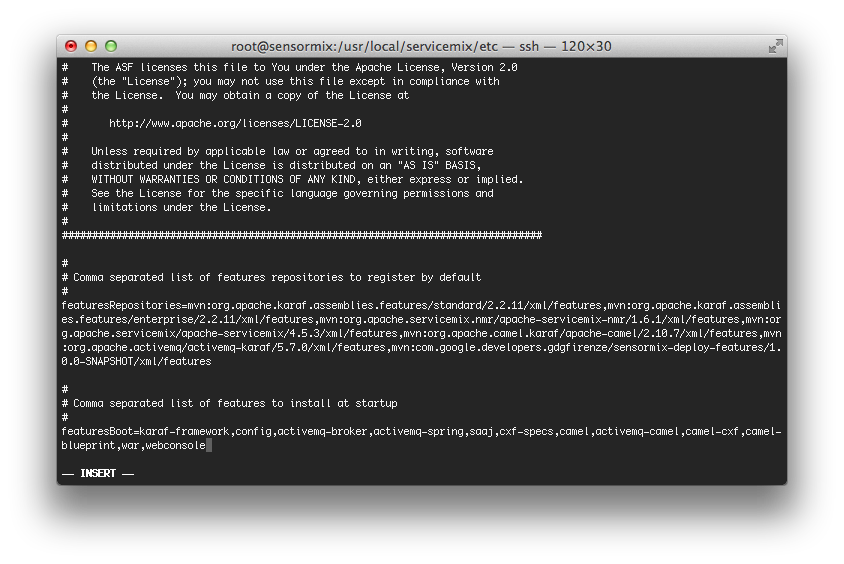 root@sensormix:/usr/local/servicemix/etc — ssh — 120×30
#    The ASF licenses this file to You under the Apache License, Version 2.0
#    (the "License"); you may not use this file except in compliance with
#    the License.  You may obtain a copy of the License at
#
#       http://www.apache.org/licenses/LICENSE-2.0
#
#    Unless required by applicable law or agreed to in writing, software
#    distributed under the License is distributed on an "AS IS" BASIS,
#    WITHOUT WARRANTIES OR CONDITIONS OF ANY KIND, either express or implied.
#    See the License for the specific language governing permissions and
#    limitations under the License.
#
################################################################################
#
# Comma separated list of features repositories to register by default
#
featuresRepositories=mvn:org.apache.karaf.assemblies.features/standard/2.2.11/xml/features,mvn:org.apache.karaf.assembli
es.features/enterprise/2.2.11/xml/features,mvn:org.apache.servicemix.nmr/apache-servicemix-nmr/1.6.1/xml/features,mvn:or
g.apache.servicemix/apache-servicemix/4.5.3/xml/features,mvn:org.apache.camel.karaf/apache-camel/2.10.7/xml/features,mvn
:org.apache.activemq/activemq-karaf/5.7.0/xml/features,mvn:com.google.developers.gdgfirenze/sensormix-deploy-features/1.
0.0-SNAPSHOT/xml/features
#
# Comma separated list of features to install at startup
#
featuresBoot=karaf-framework,config,activemq-broker,activemq-spring,saaj,cxf-specs,camel,activemq-camel,camel-cxf,camel-
blueprint,war,webconsole
-- INSERT --